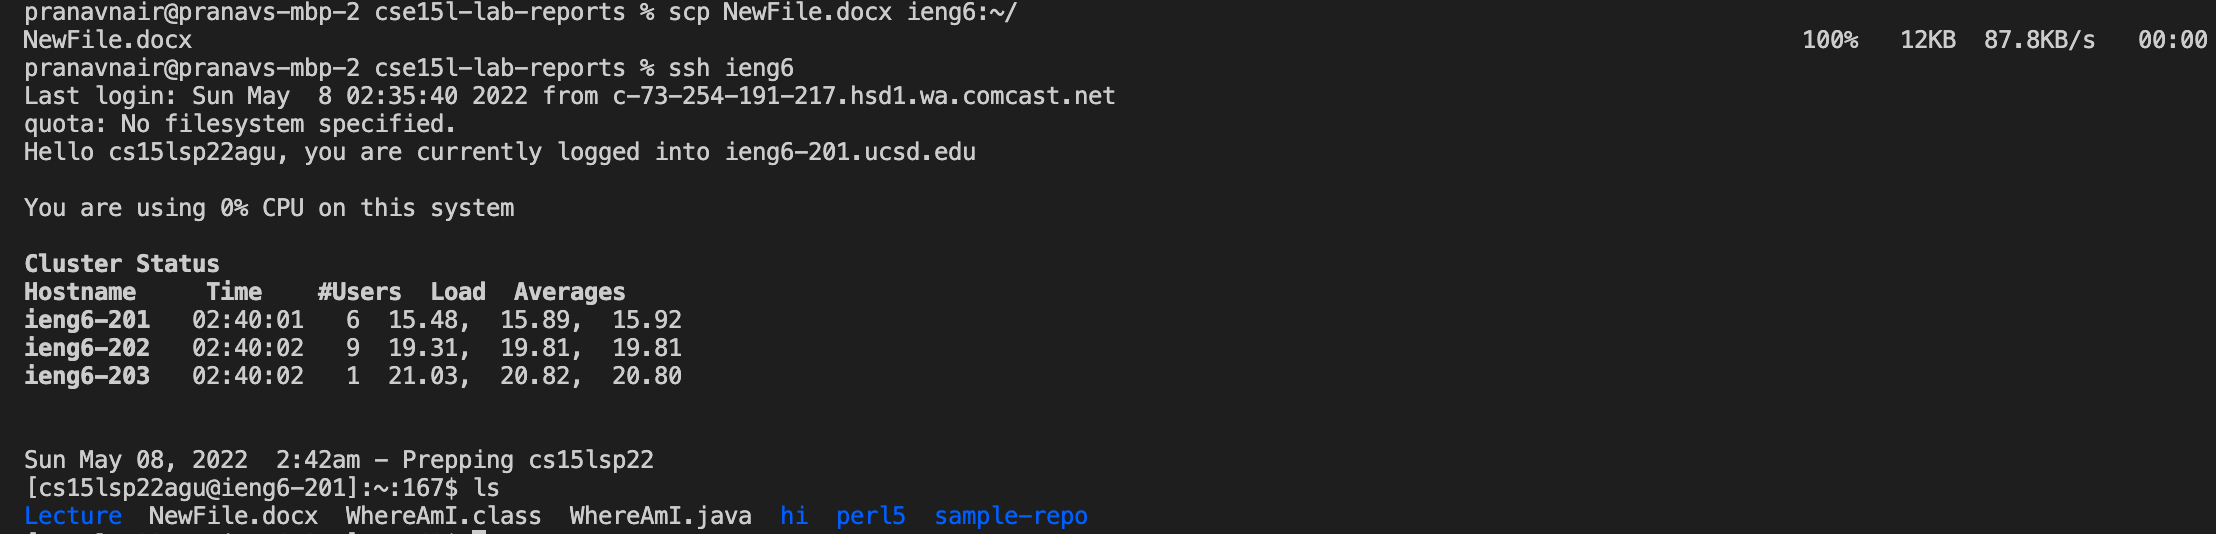 pranavnair@pranavs-mbp-2 cse15l-lab-reports % scp NewFile.docx ieng6:~/
NewFile.docx 100% 12KB 87.8KB/s 00:00
pranavnair@pranavs-mbp-2 cse15l-lab-reports % ssh ieng6
Last login: Sun May  8 02:35:40 2022 from c-73-254-191-217.hsd1.wa.comcast.net
quota: No filesystem specified.
Hello cs15lsp22agu, you are currently logged into ieng6-201.ucsd.edu
You are using 0% CPU on this system
Cluster Status
Hostname     Time    #Users  Load  Averages
ieng6-201   02:40:01   6  15.48,  15.89,  15.92
ieng6-202   02:40:02   9  19.31,  19.81,  19.81
ieng6-203   02:40:02   1  21.03,  20.82,  20.80
Sun May 08, 2022  2:42am - Prepping cs15lsp22
[cs15lsp22agu@ieng6-201]:~:167$ ls
Lecture  NewFile.docx  WhereAmI.class  WhereAmI.java  hi  perl5  sample-repo